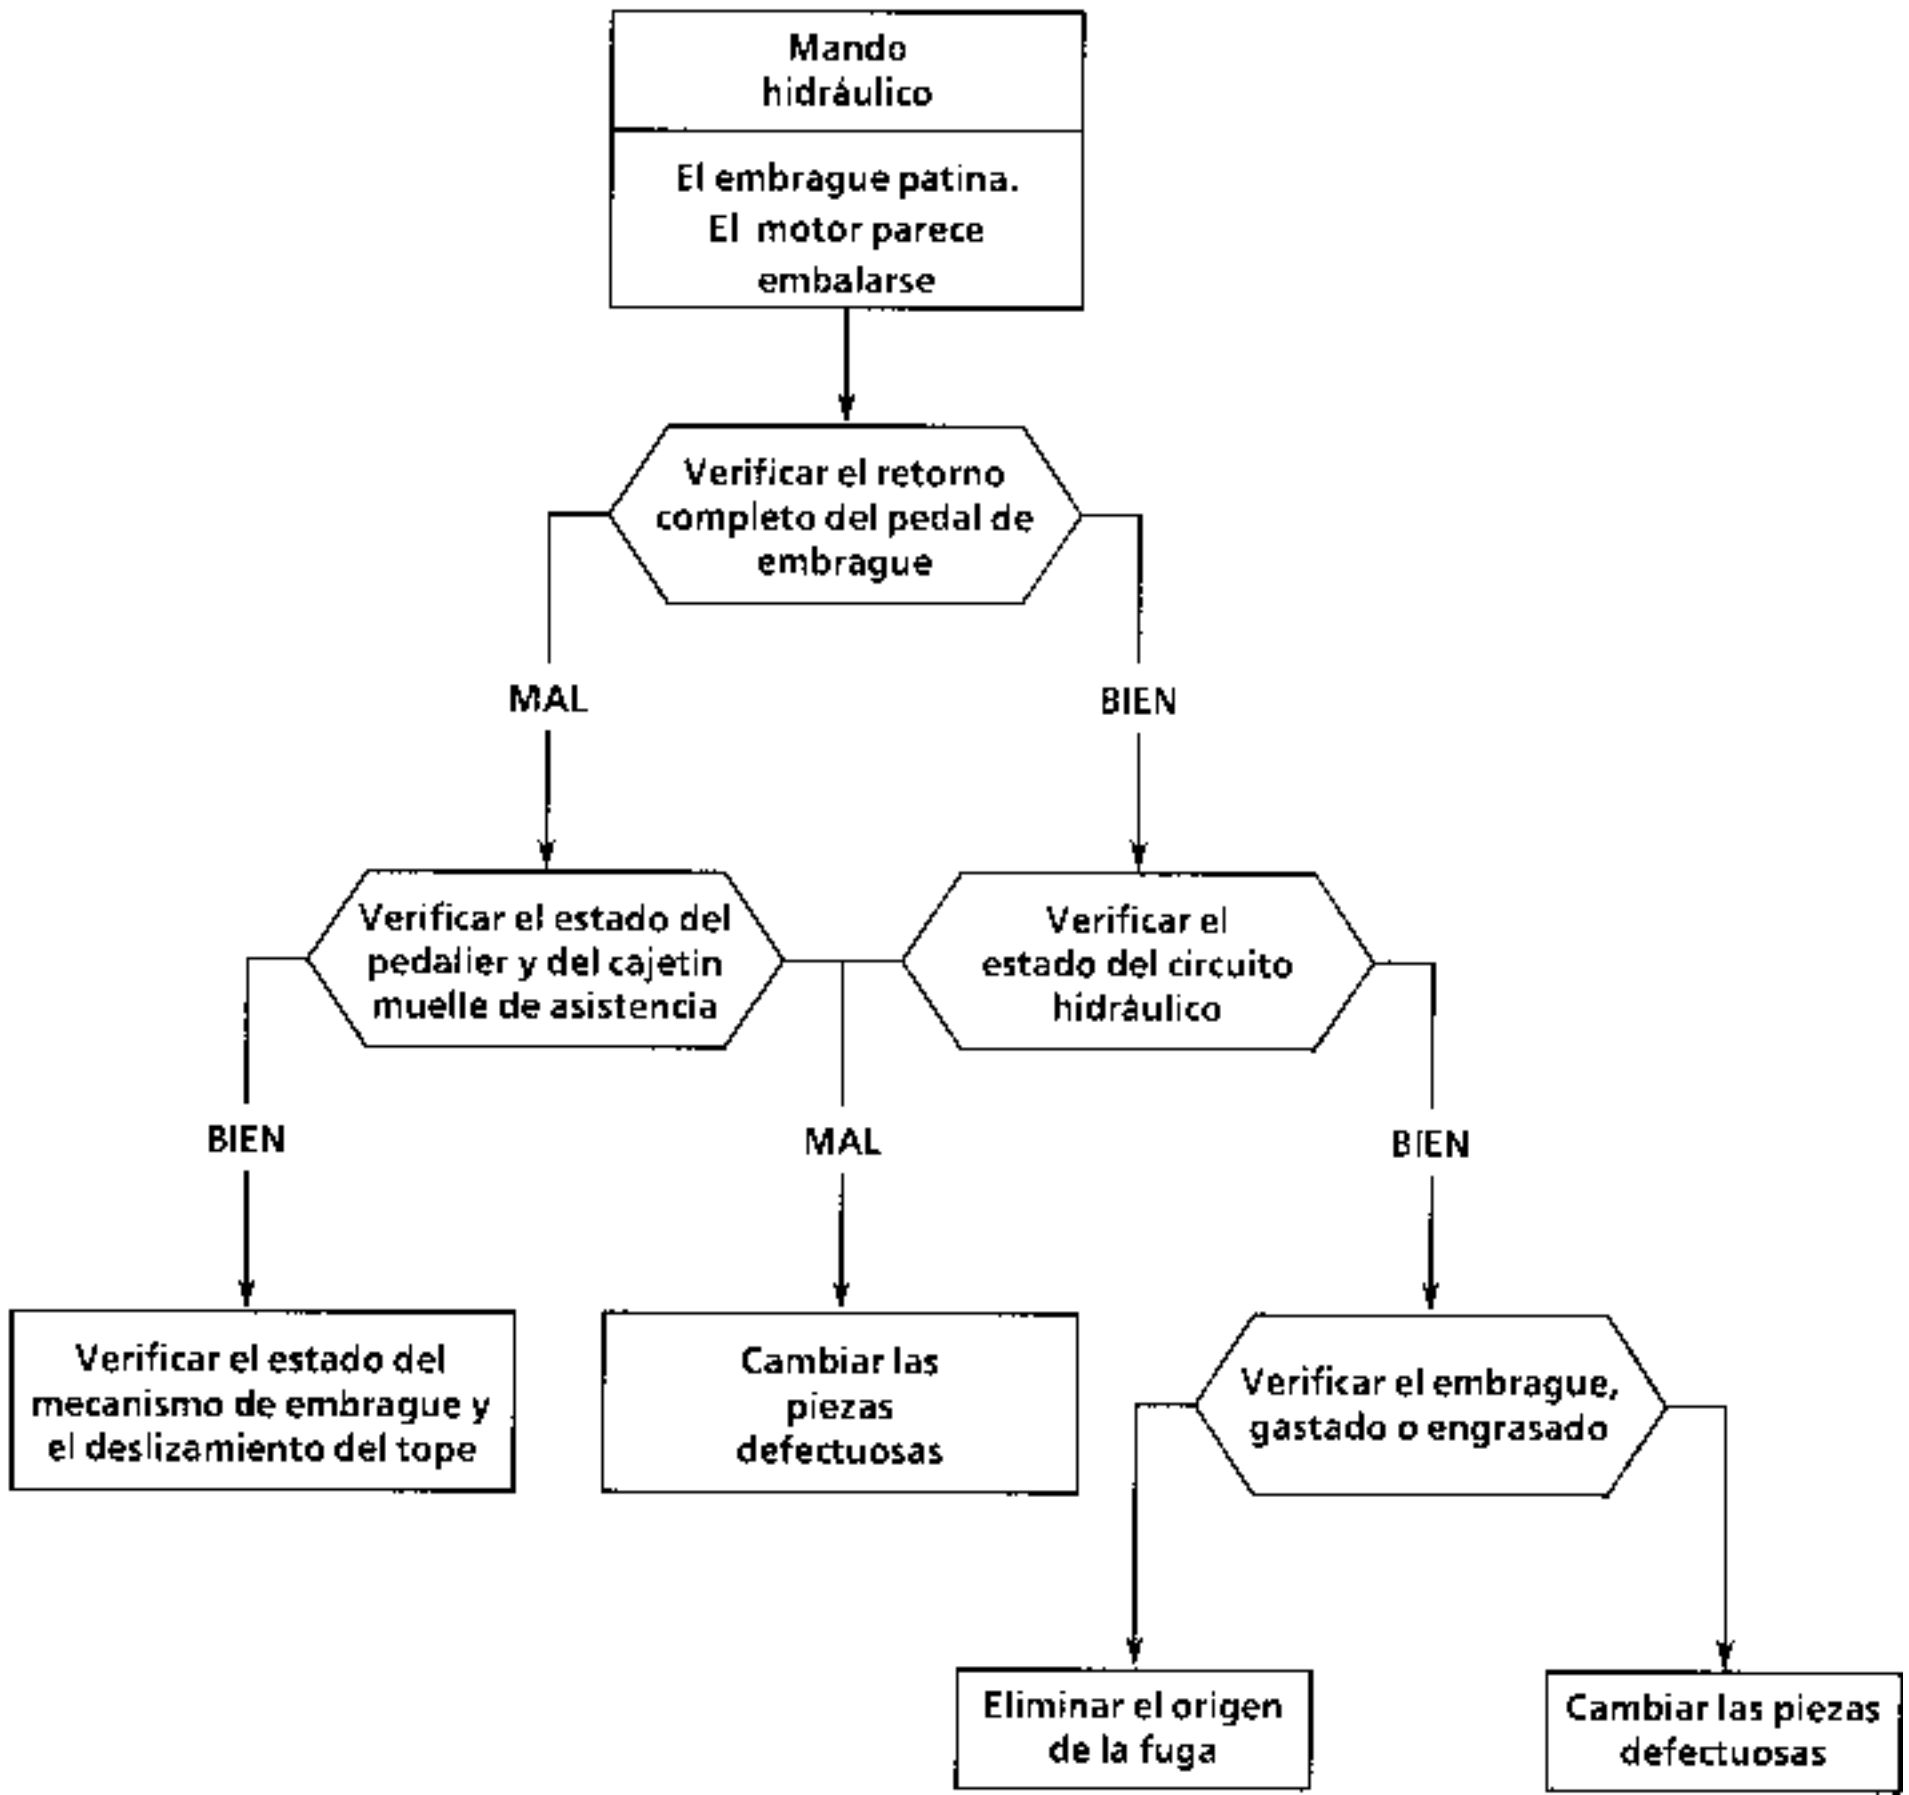 Mando
hidráulico
El embrague patina.
El motor parece
embalarse
Verificar el retorno
completo del pedal de
embrague
MAL
BIEN
Verificar el estado del
pedalier y del cajetin
muelle de asistencia
Verificar el
estado del circuito
hidráulico
BIEN
MAL
BIEN
Verificar el estado del
mecanismo de embrague y
el deslizamiento del tope
Cambiar las
piezas
defectuosas
Verificar el embrague,
gastado o engrasado
Eliminar el origen
de la fuga
Cambiar las piezas
defectuosas